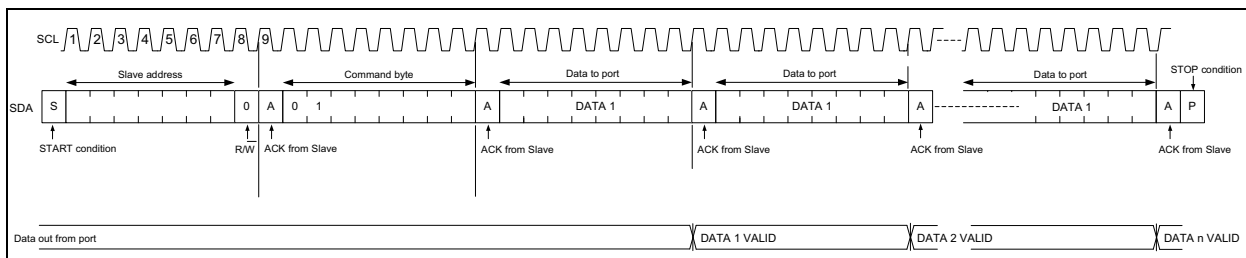 SCL 1 2 3 4 5 6 7 8 9
Slave address Command byte Data to port Data to port Data to port STOP condition
SDA S 0 A 0 1 A DATA 1 A DATA 1 A DATA 1 A P
START condition R/W ACK from Slave ACK from Slave ACK from Slave ACK from Slave ACK from Slave
Data out from port DATA 1 VALID DATA 2 VALID DATA n VALID